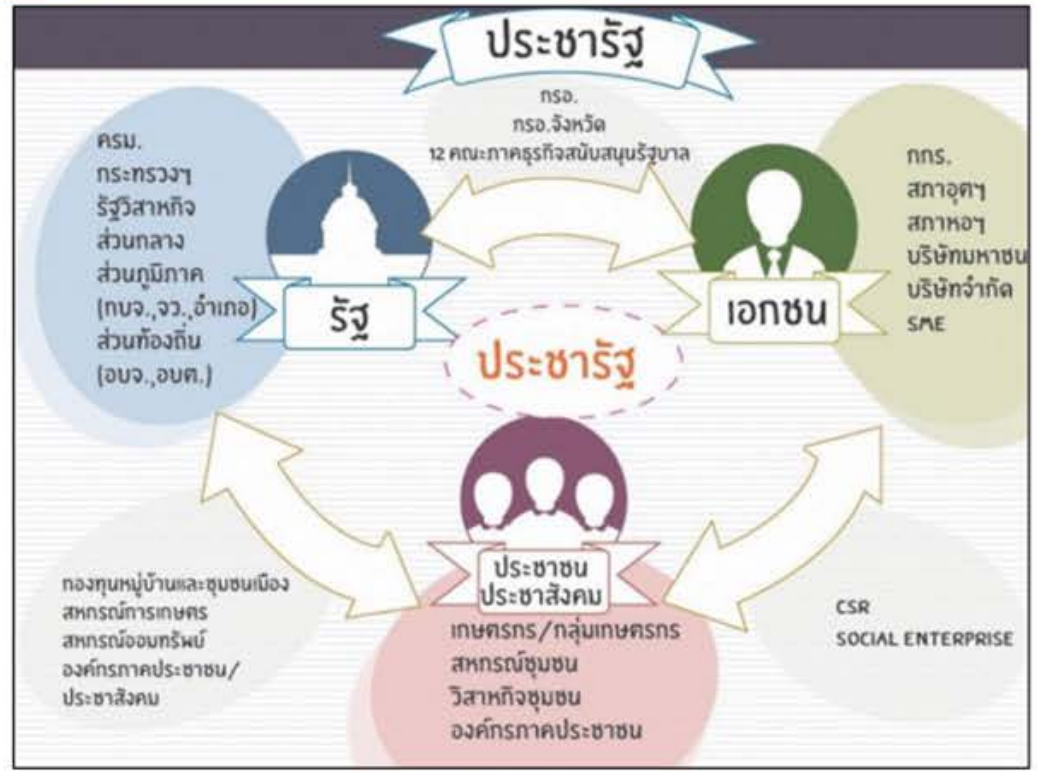 ประชารัฐ
กรอ.
กรอ.จังหวัด
12 คณะภาคธุรกิจสนับสนุนรัฐบาล
ครม.
กระทรวงฯ
รัฐวิสาหกิจ
ส่วนกลาง
ส่วนภูมิภาค
(กบจ.,จว.,อำเภอ)
ส่วนท้องถิ่น
(อบจ.,อบต.)
รัฐ
เอกชน
กกร.
สภาอุตฯ
สภาหอฯ
บริษัทมหาชน
บริษัทจำกัด
SME
ประชารัฐ
ประชาชน
ประชาสังคม
เกษตรกร/กลุ่มเกษตรกร
สหกรณ์ชุมชน
วิสาหกิจชุมชน
องค์กรภาคประชาชน
กองทุนหมู่บ้านและชุมชนเมือง
สหกรณ์การเกษตร
สหกรณ์ออมทรัพย์
องค์กรภาคประชาชน/
ประชาสังคม
CSR
SOCIAL ENTERPRISE